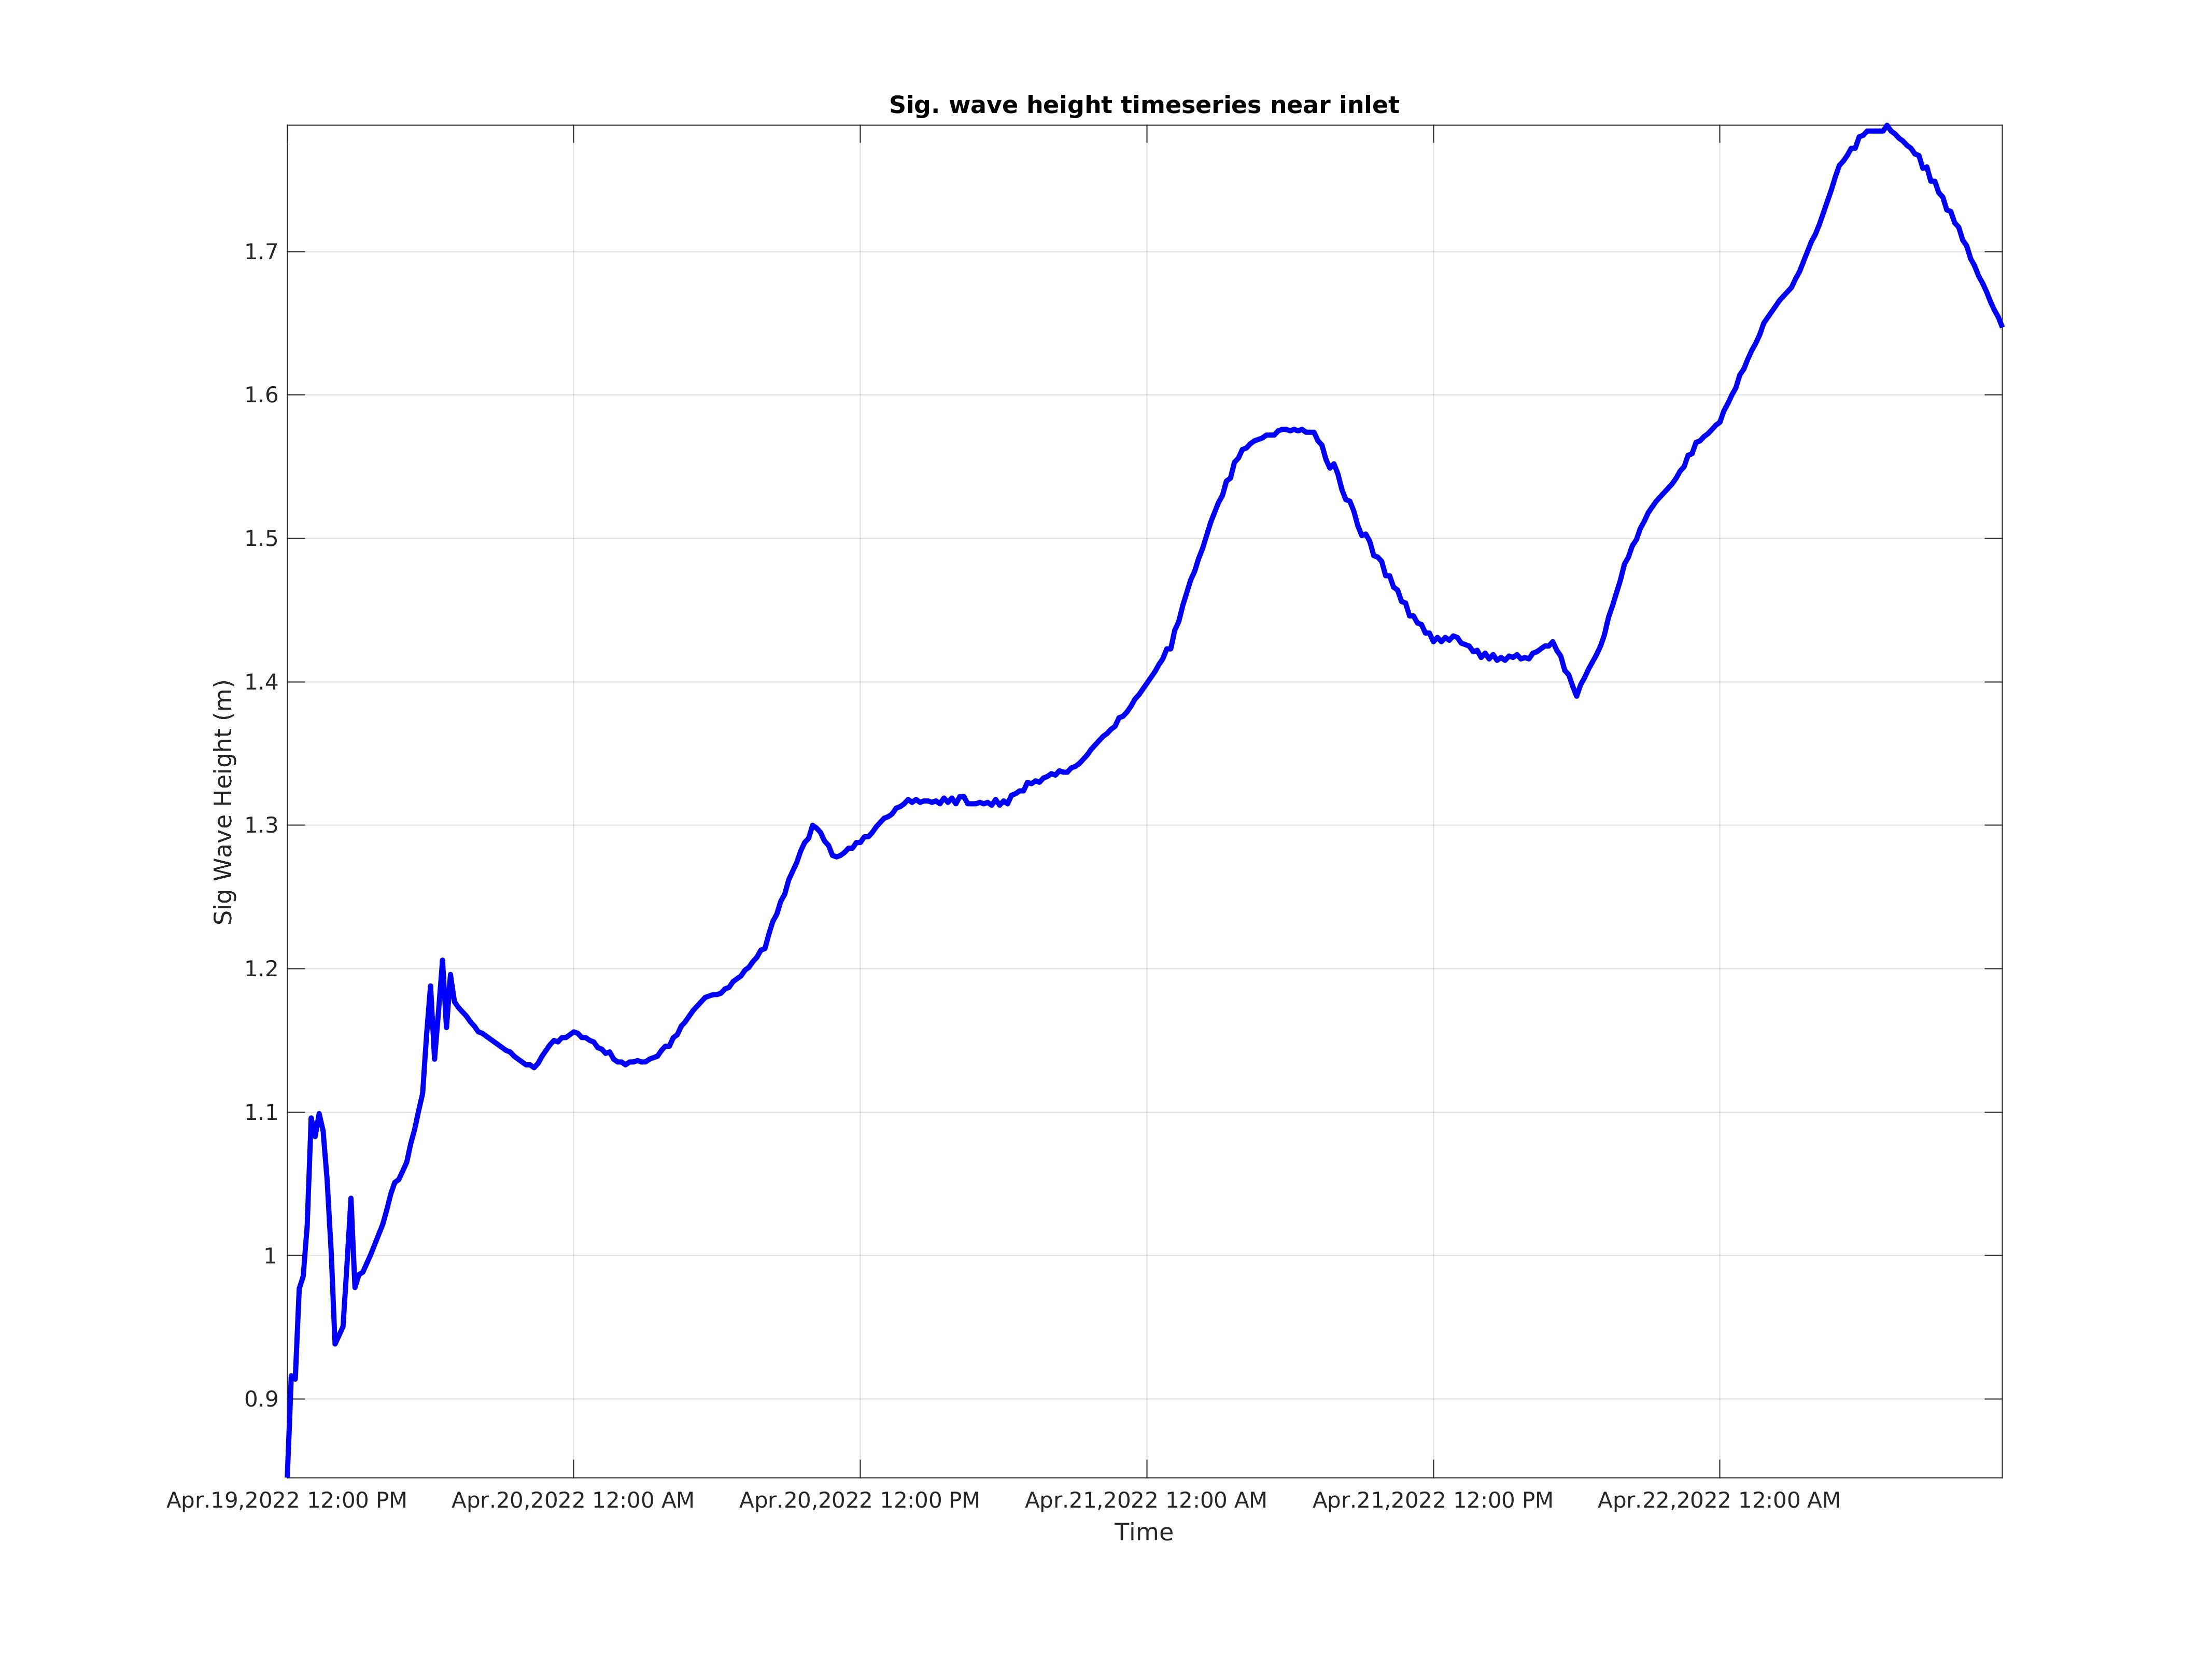 Sig. wave height timeseries near inlet
1.7
1.6
1.5
1.4
1.3
1.2
1.1
1
0.9
Sig Wave Height (m)
Apr.19,2022 12:00 PM Apr.20,2022 12:00 AM Apr.20,2022 12:00 PM Apr.21,2022 12:00 AM Apr.21,2022 12:00 PM Apr.22,2022 12:00 AM
Time